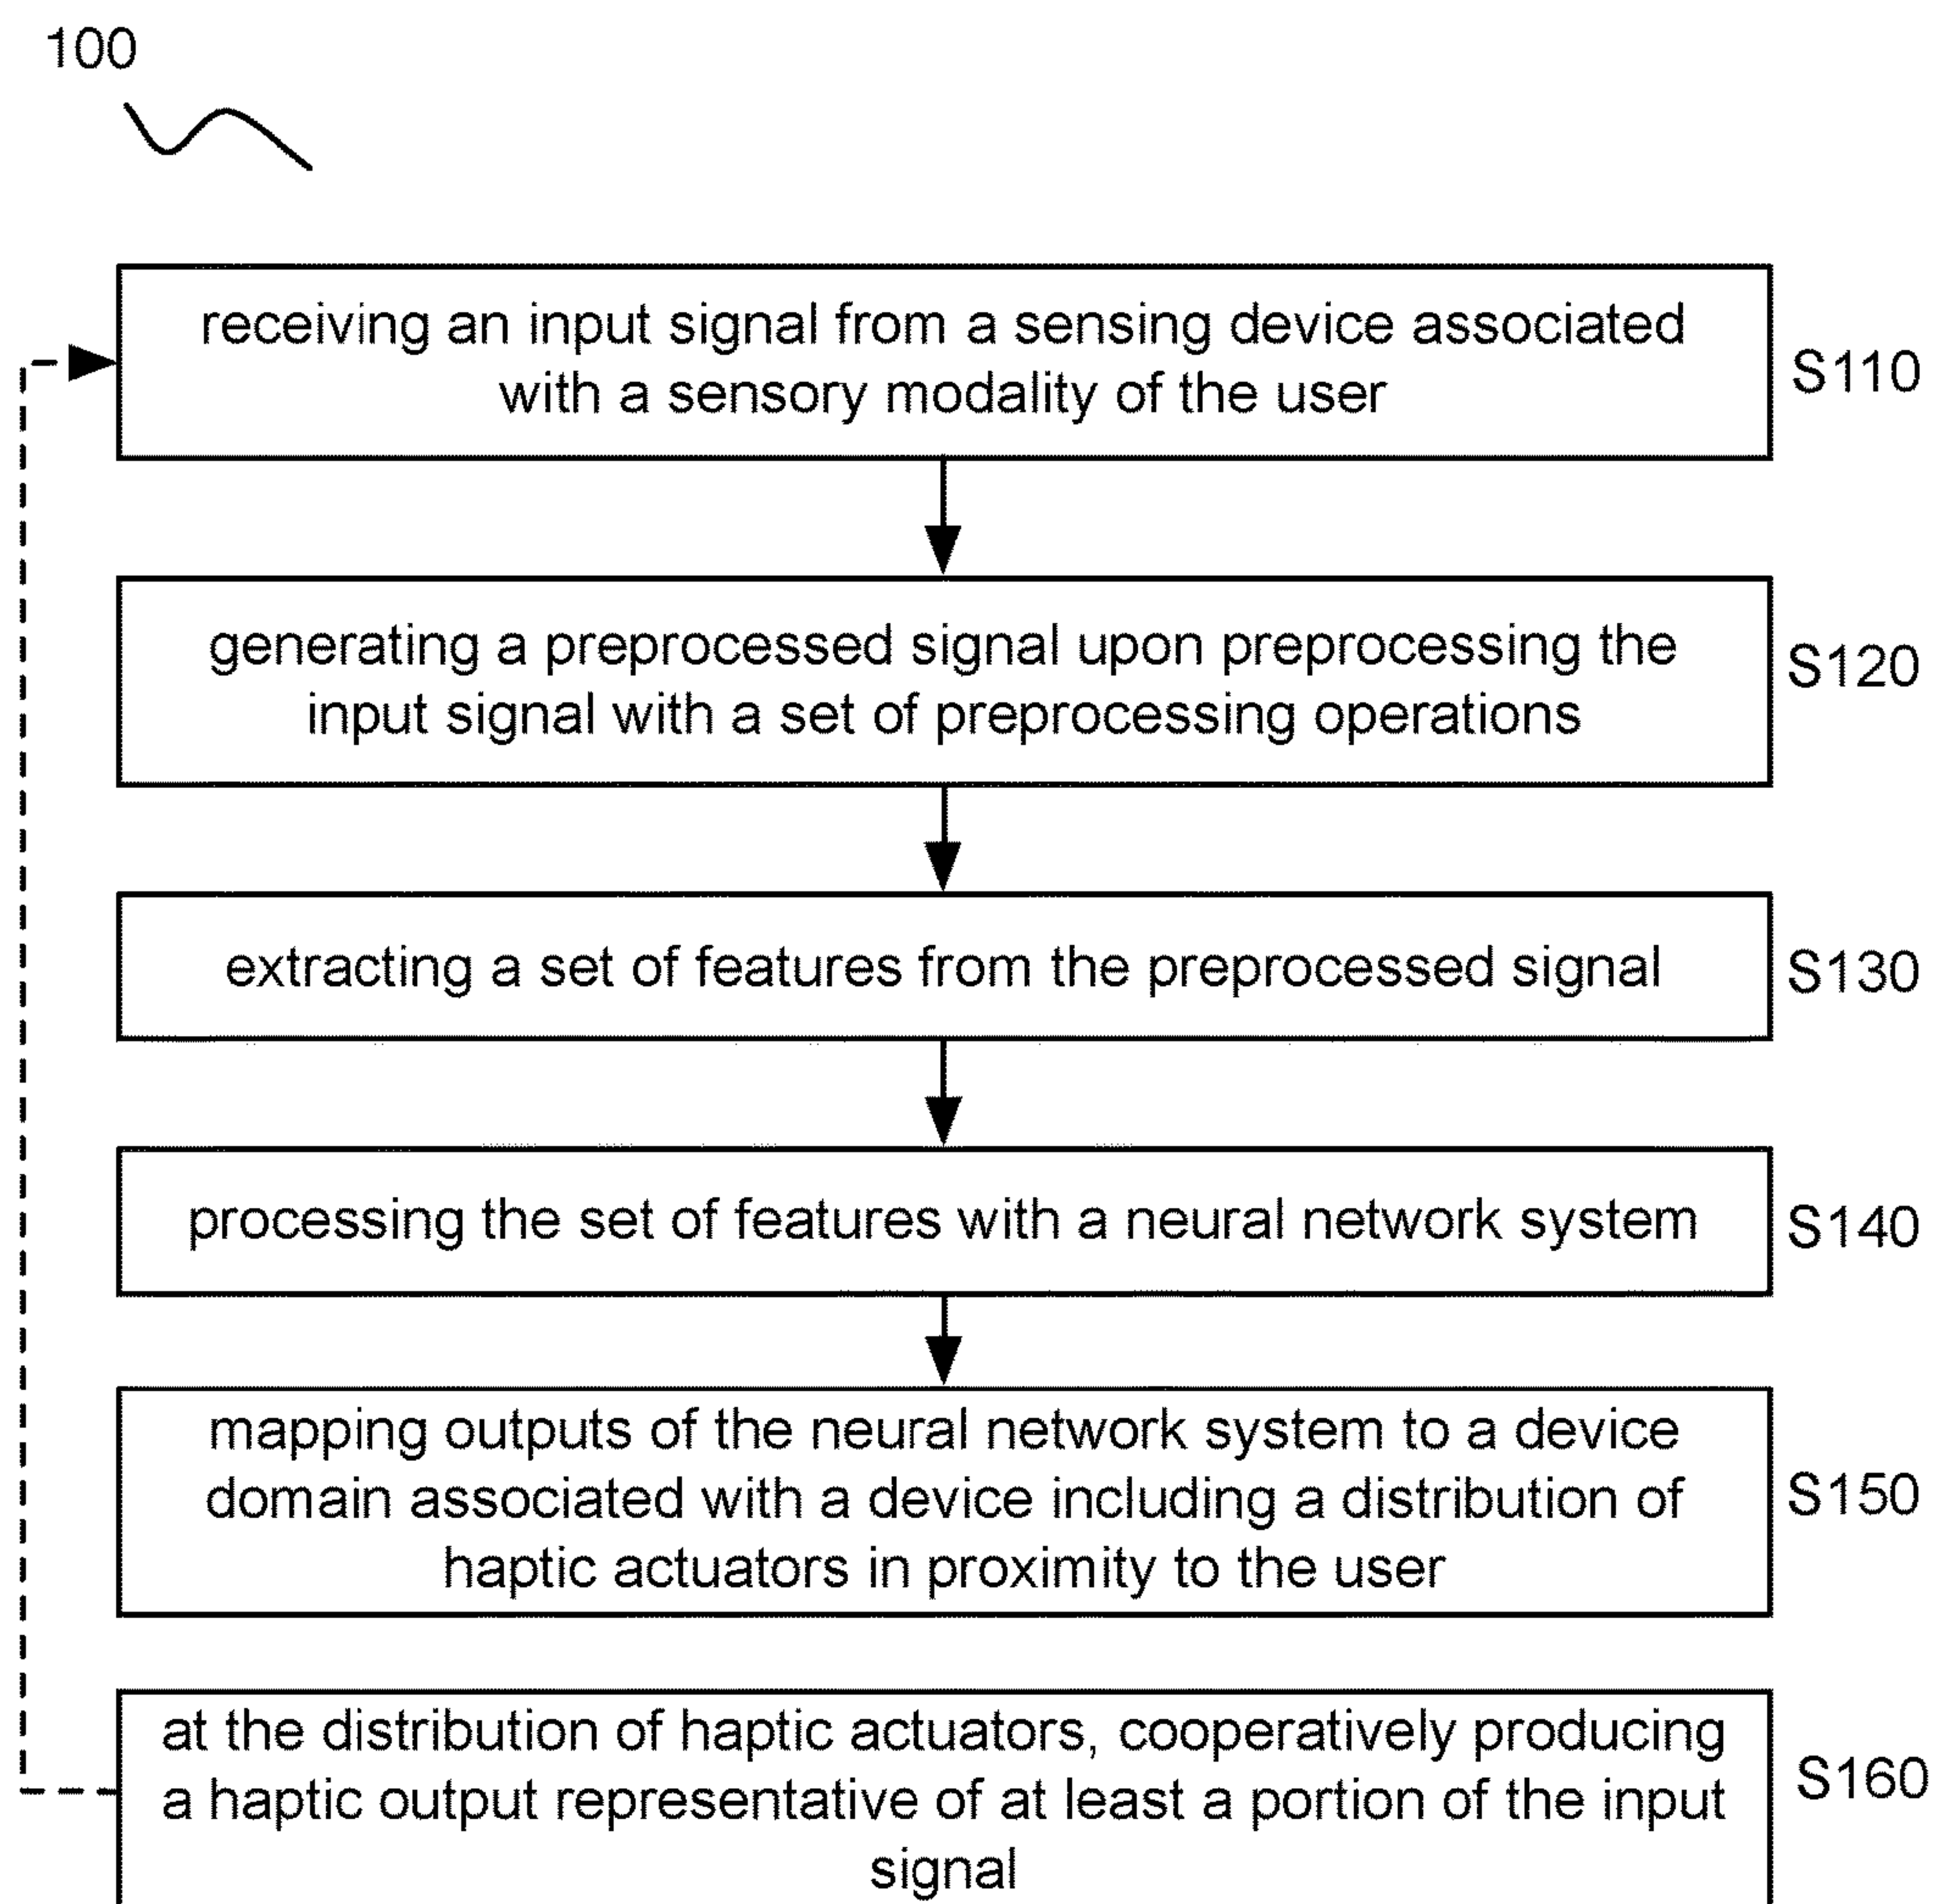 100
receiving an input signal from a sensing device associated
with a sensory modality of the user
S110
generating a preprocessed signal upon preprocessing the
input signal with a set of preprocessing operations
S120
extracting a set of features from the preprocessed signal
S130
processing the set of features with a neural network system
S140
mapping outputs of the neural network system to a device
domain associated with a device including a distribution of
haptic actuators in proximity to the user
S150
at the distribution of haptic actuators, cooperatively producing
a haptic output representative of at least a portion of the input
signal
S160